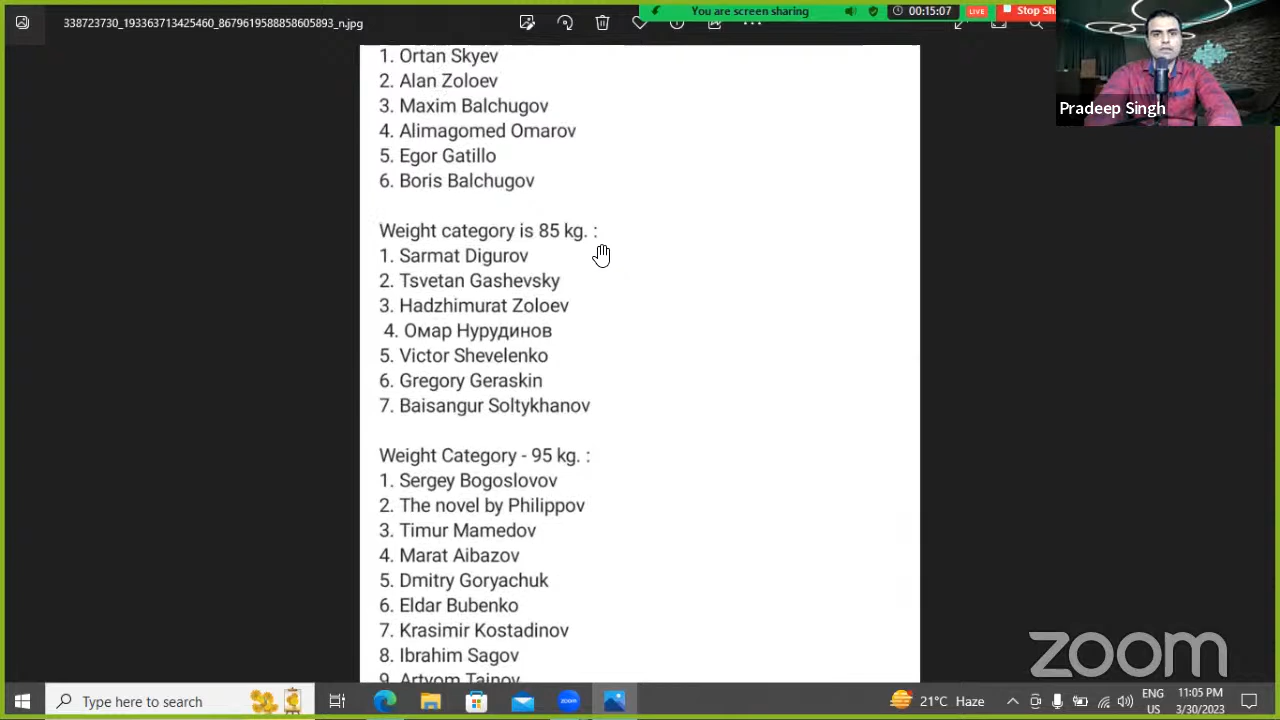 338723730_193363713425460_8679619588858605893_n.jpg
You are screen sharing
00:15:07
LIVE
Stop Sha
Pradeep Singh
1. Ortan Skyev
2. Alan Zoloev
3. Maxim Balchugov
4. Alimagomed Omarov
5. Egor Gatillo
6. Boris Balchugov
Weight category is 85 kg. :
1. Sarmat Digurov
2. Tsvetan Gashevsky
3. Hadzhimurat Zoloev
4. Омар Нурудинов
5. Victor Shevelenko
6. Gregory Geraskin
7. Baisangur Soltykhanov
Weight Category - 95 kg. :
1. Sergey Bogoslovov
2. The novel by Philippov
3. Timur Mamedov
4. Marat Aibazov
5. Dmitry Goryachuk
6. Eldar Bubenko
7. Krasimir Kostadinov
8. Ibrahim Sagov
9. Artyom Tainov
zoom
Type here to search
zoom
21°C Haze
ENG
US
11:05 PM
3/30/2023